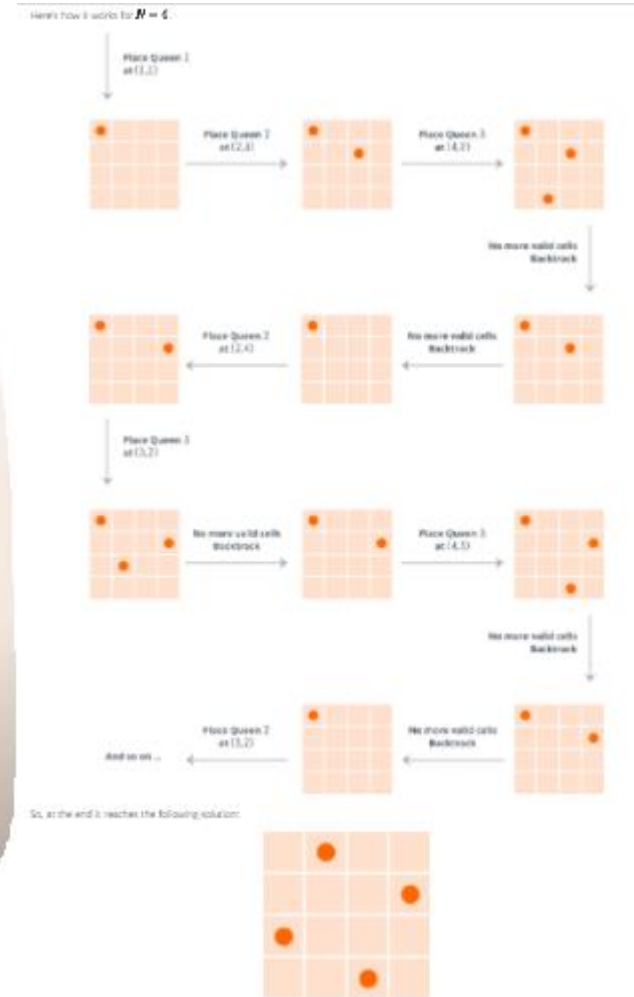 Here's how it works for N = 4.
Place Queen 1
at (1,1)
Place Queen 2
at (2,3)
Place Queen 3
at (4,2)
No more valid cells
Backtrack
Place Queen 2
at (2,4)
No more valid cells
Backtrack
Place Queen 3
at (3,2)
No more valid cells
Backtrack
Place Queen 3
at (4,3)
No more valid cells
Backtrack
And so on ...
Place Queen 2
at (3,2)
No more valid cells
Backtrack
So, at the end it reaches the following solution: